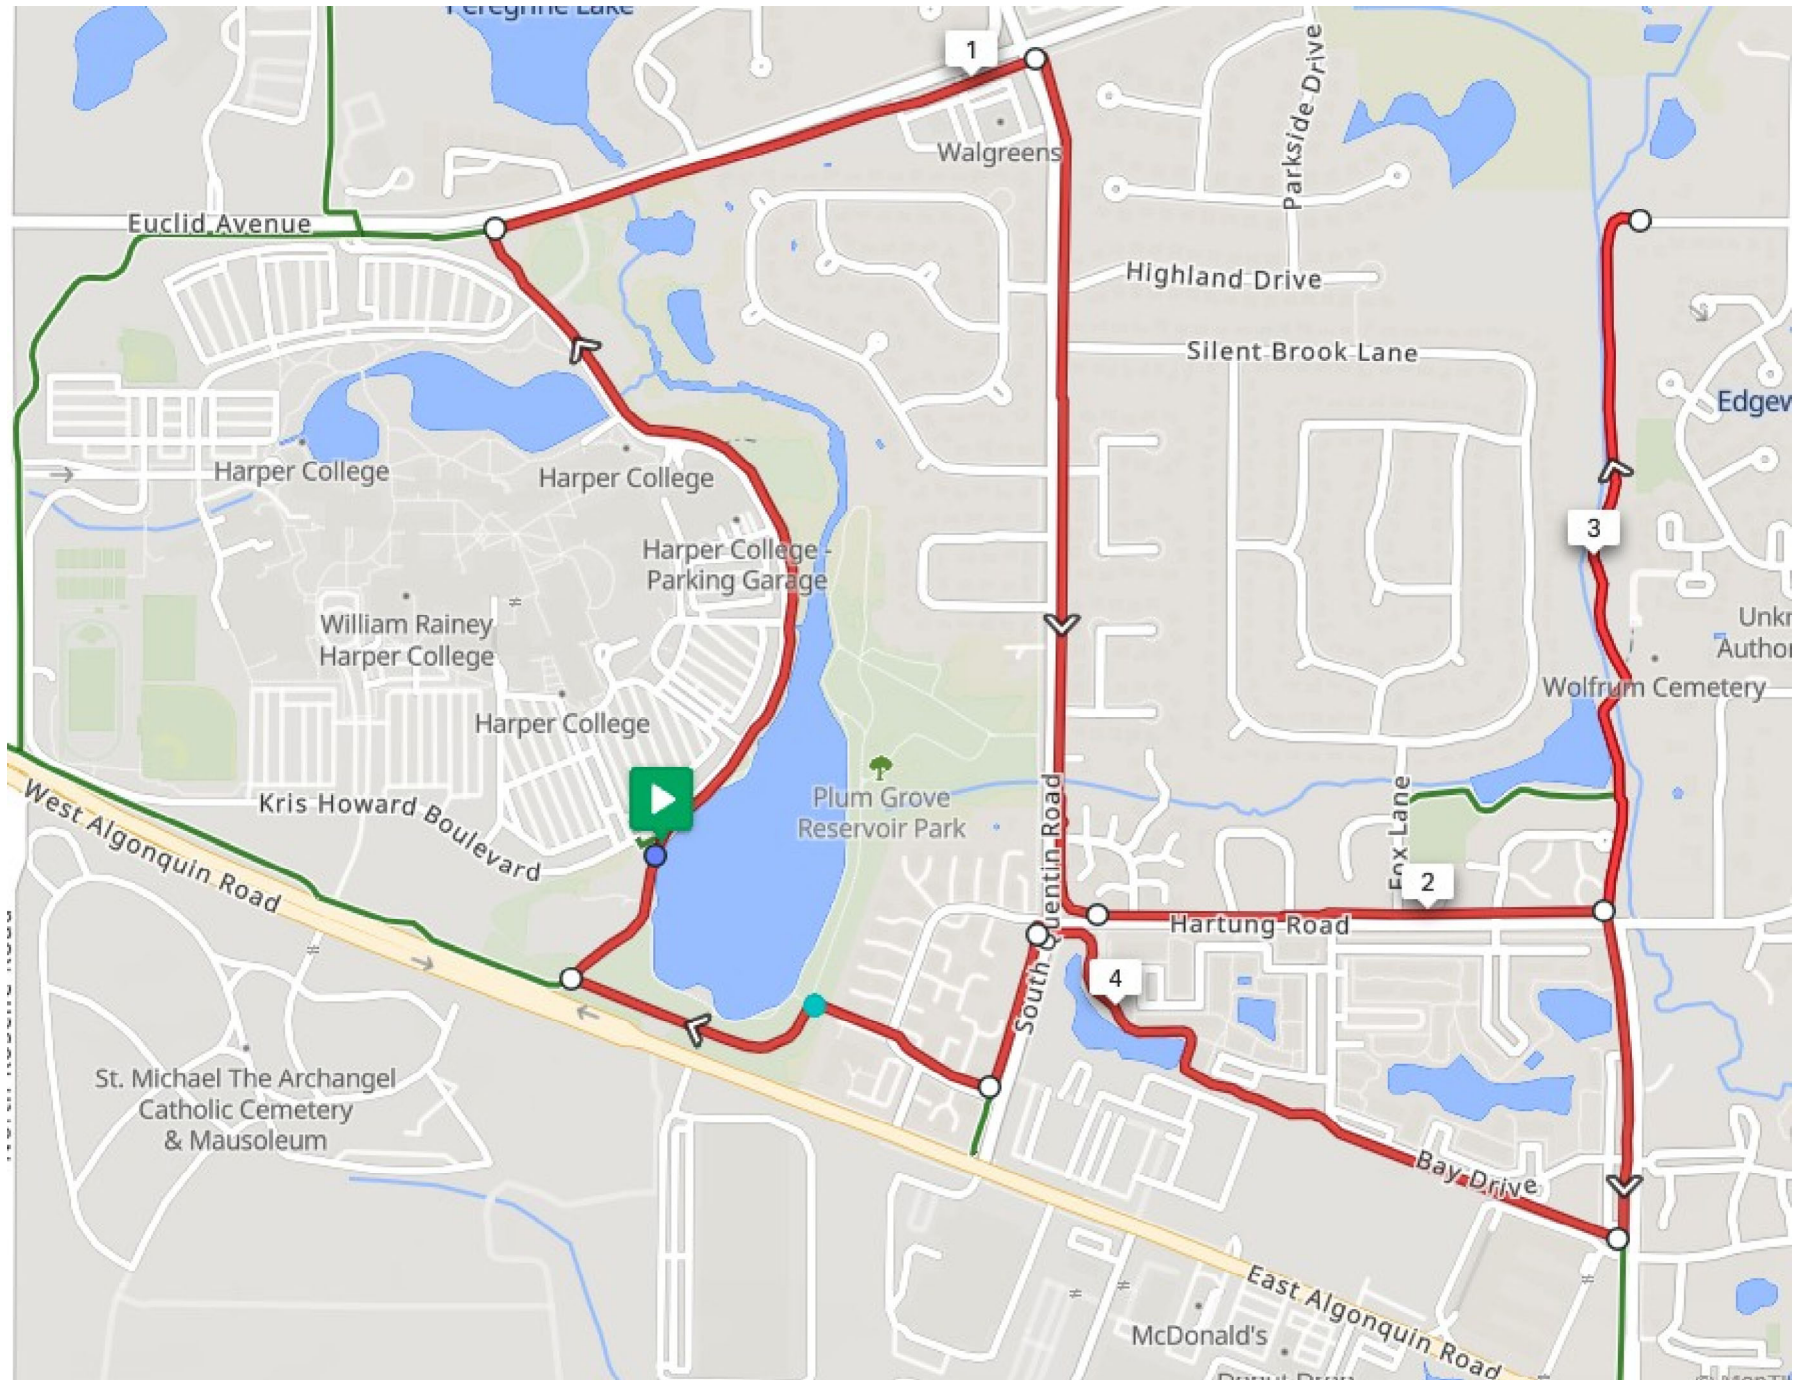 Peregrine Lake
1
Parkside Drive
Walgreens
Euclid Avenue
Highland Drive
Silent Brook Lane
Harper College
Harper College
Harper College -
Parking Garage
3
William Rainey
Harper College
Wolfrum Cemetery
Harper College
Plum Grove
Reservoir Park
Kris Howard Boulevard
West Algonquin Road
Fox Lane
2
Hartung Road
South Quentin Road
4
St. Michael The Archangel
Catholic Cemetery
& Mausoleum
Bay Drive
East Algonquin Road
McDonald's